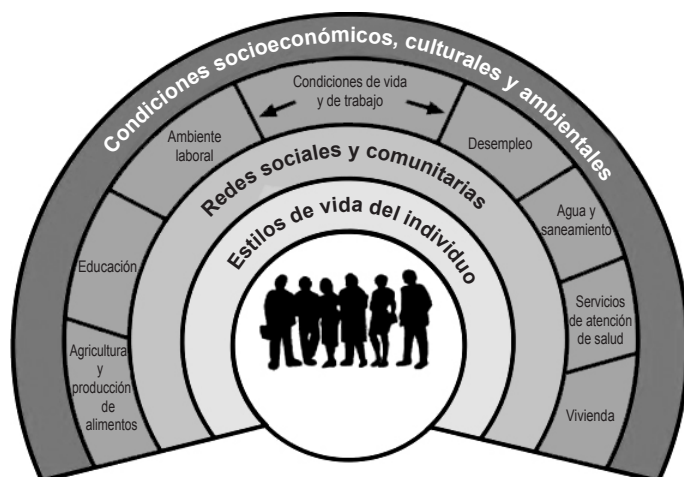 Condiciones socioeconómicos, culturales y ambientales
Condiciones de vida
y de trabajo
Ambiente
laboral
Desempleo
Redes sociales y comunitarias
Estilos de vida del individuo
Educación
Agua y
saneamiento
Agricultura
y
producción
de
alimentos
Servicios
de atención
de salud
Vivienda